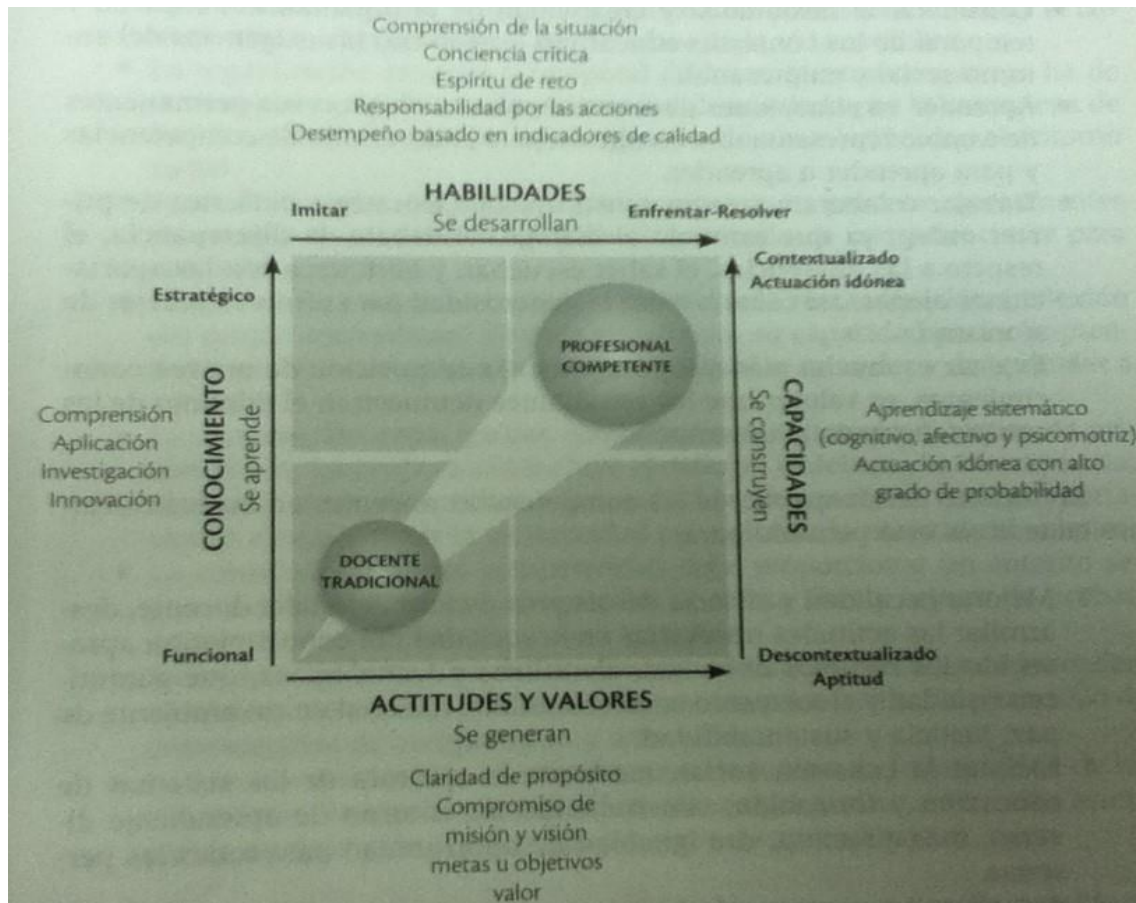 Comprensión de la situación
Conciencia crítica
Espíritu de reto
Responsabilidad por las acciones
Desempeño basado en indicadores de calidad
HABILIDADES
Imitar
Se desarrollan
Enfrentar-Resolver
Estratégico
Contextualizado
Actuación idónea
PROFESIONAL
COMPETENTE
CONOCIMIENTO
Se aprende
Comprensión
Aplicación
Investigación
Innovación
CAPACIDADES
Se construyen
Aprendizaje sistemático
(cognitivo, afectivo y psicomotriz)
Actuación idónea con alto
grado de probabilidad
DOCENTE
TRADICIONAL
Funcional
Descontextualizado
Aptitud
ACTITUDES Y VALORES
Se generan
Claridad de propósito
Compromiso de
misión y visión
metas u objetivos
valor